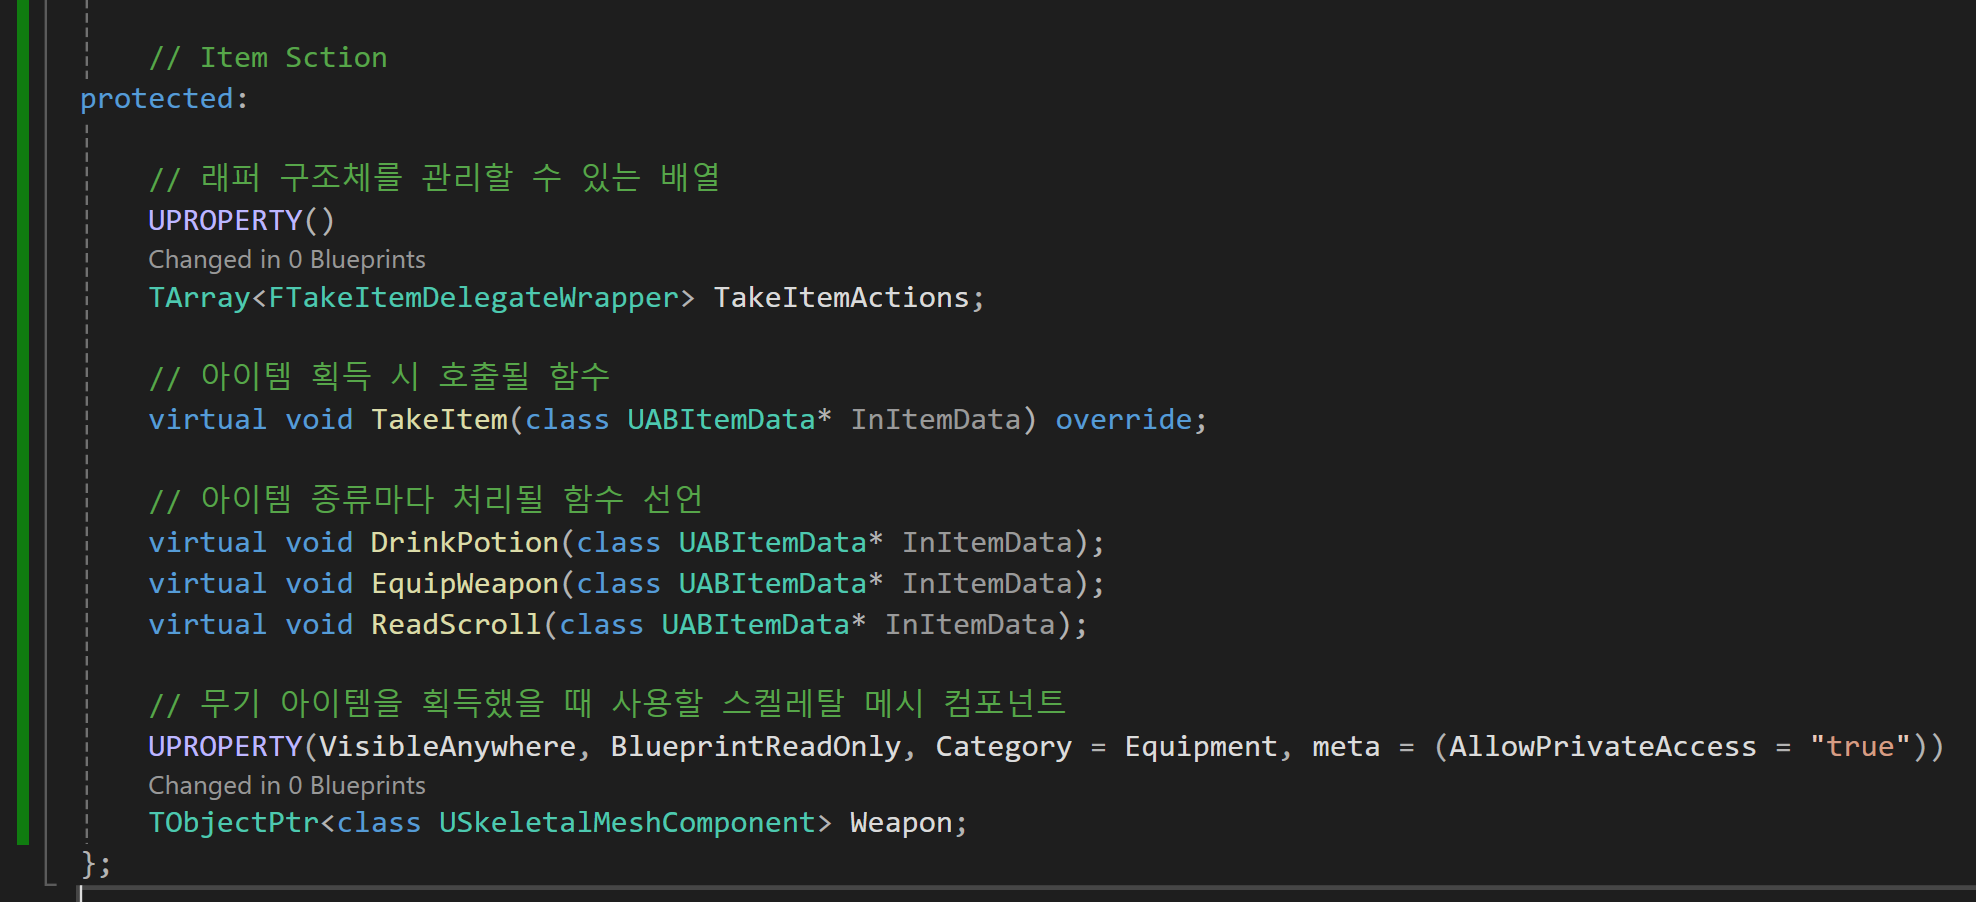 // Item Sction
protected:
// 래퍼 구조체를 관리할 수 있는 배열
UPROPERTY()
Changed in 0 Blueprints
TArray<FTakeItemDelegateWrapper> TakeItemActions;
// 아이템 획득 시 호출될 함수
virtual void TakeItem(class UABItemData* InItemData) override;
// 아이템 종류마다 처리될 함수 선언
virtual void DrinkPotion(class UABItemData* InItemData);
virtual void EquipWeapon(class UABItemData* InItemData);
virtual void ReadScroll(class UABItemData* InItemData);
// 무기 아이템을 획득했을 때 사용할 스켈레탈 메시 컴포넌트
UPROPERTY(VisibleAnywhere, BlueprintReadOnly, Category = Equipment, meta = (AllowPrivateAccess = "true"))
Changed in 0 Blueprints
TObjectPtr<class USkeletalMeshComponent> Weapon;
};